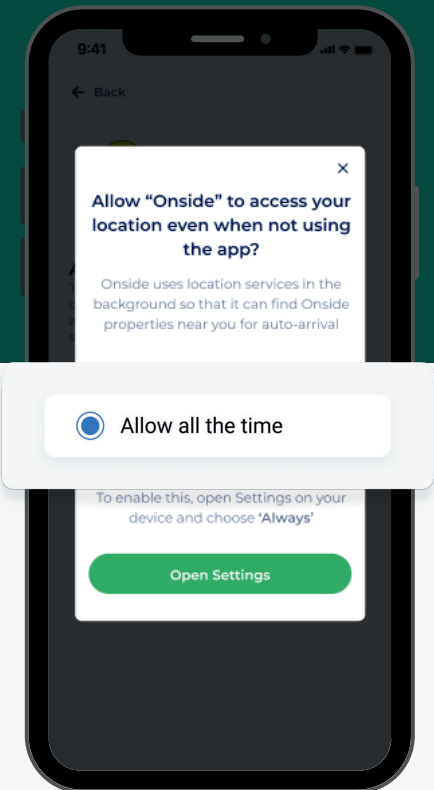 9:41
Back
Allow “Onside” to access your
location even when not using
the app?
Onside uses location services in the
background so that it can find Onside
properties near you for auto-arrival
Allow all the time
To enable this, open Settings on your
device and choose ‘Always’
Open Settings